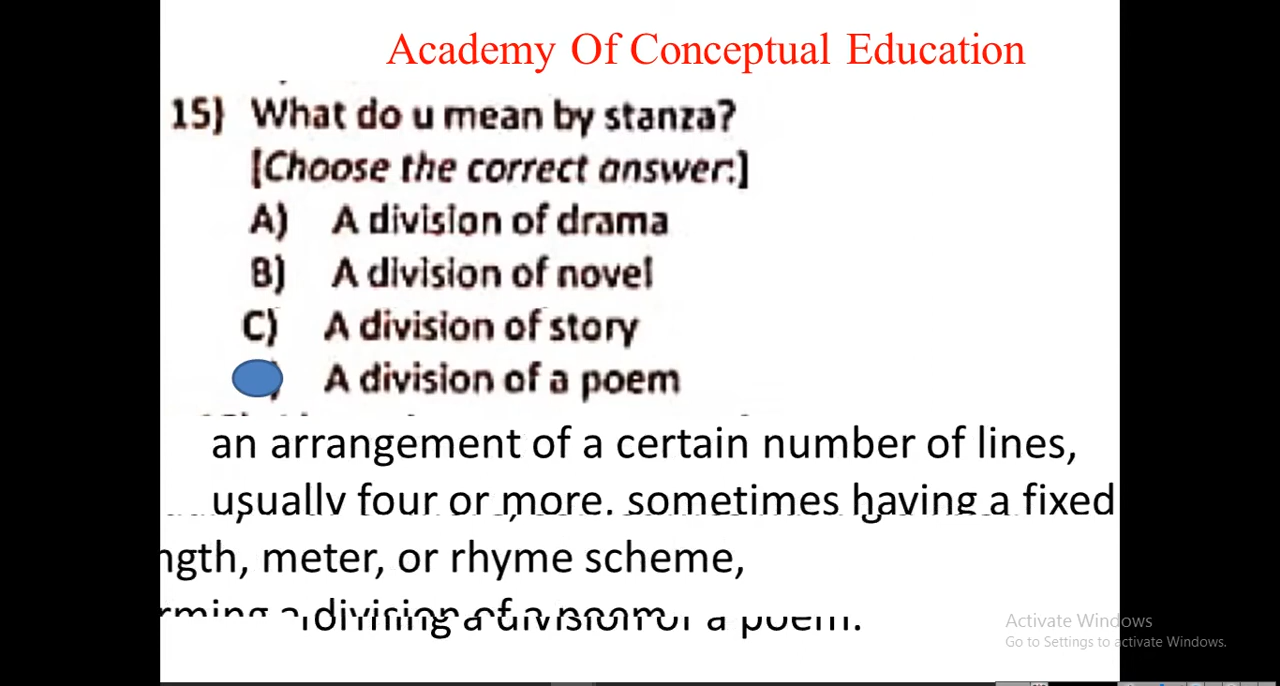 Academy Of Conceptual Education
15) What do u mean by stanza?
[Choose the correct answer:]
A) A division of drama
B) A division of novel
C) A division of story
A division of a poem
an arrangement of a certain number of lines,
usually four or more, sometimes having a fixed
meter, or rhyme scheme,
a division of a poem.
Activate Windows
Go to Settings to activate Windows.